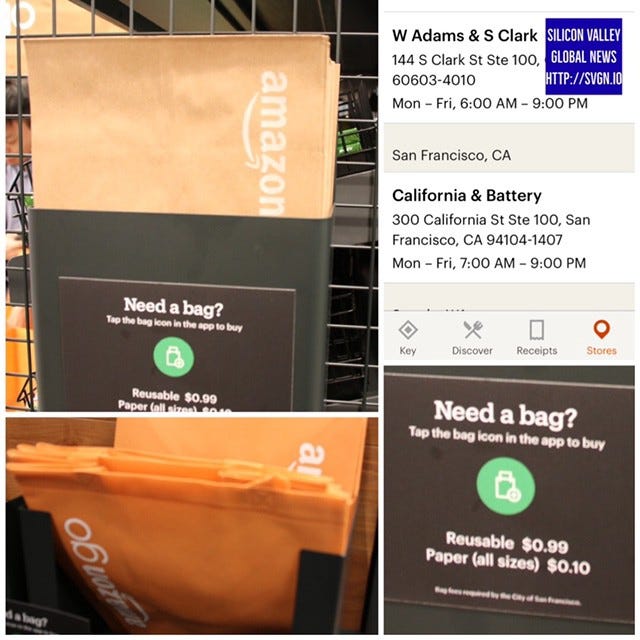 amazon
Need a bag?
Tap the bag icon in the app to buy
Reusable $0.99
Paper (all sizes) $0.10
W Adams & S Clark
144 S Clark St Ste 100,
60603-4010
Mon – Fri, 6:00 AM – 9:00 PM
SILICON VALLEY
GLOBAL NEWS
HTTP://SVGN.IO
San Francisco, CA
California & Battery
300 California St Ste 100, San
Francisco, CA 94104-1407
Mon – Fri, 7:00 AM – 9:00 PM
Key
Discover
Receipts
Stores
amazon go
Need a bag?
Tap the bag icon in the app to buy
Reusable $0.99
Paper (all sizes) $0.10
Bag fees required by the City of San Francisco.